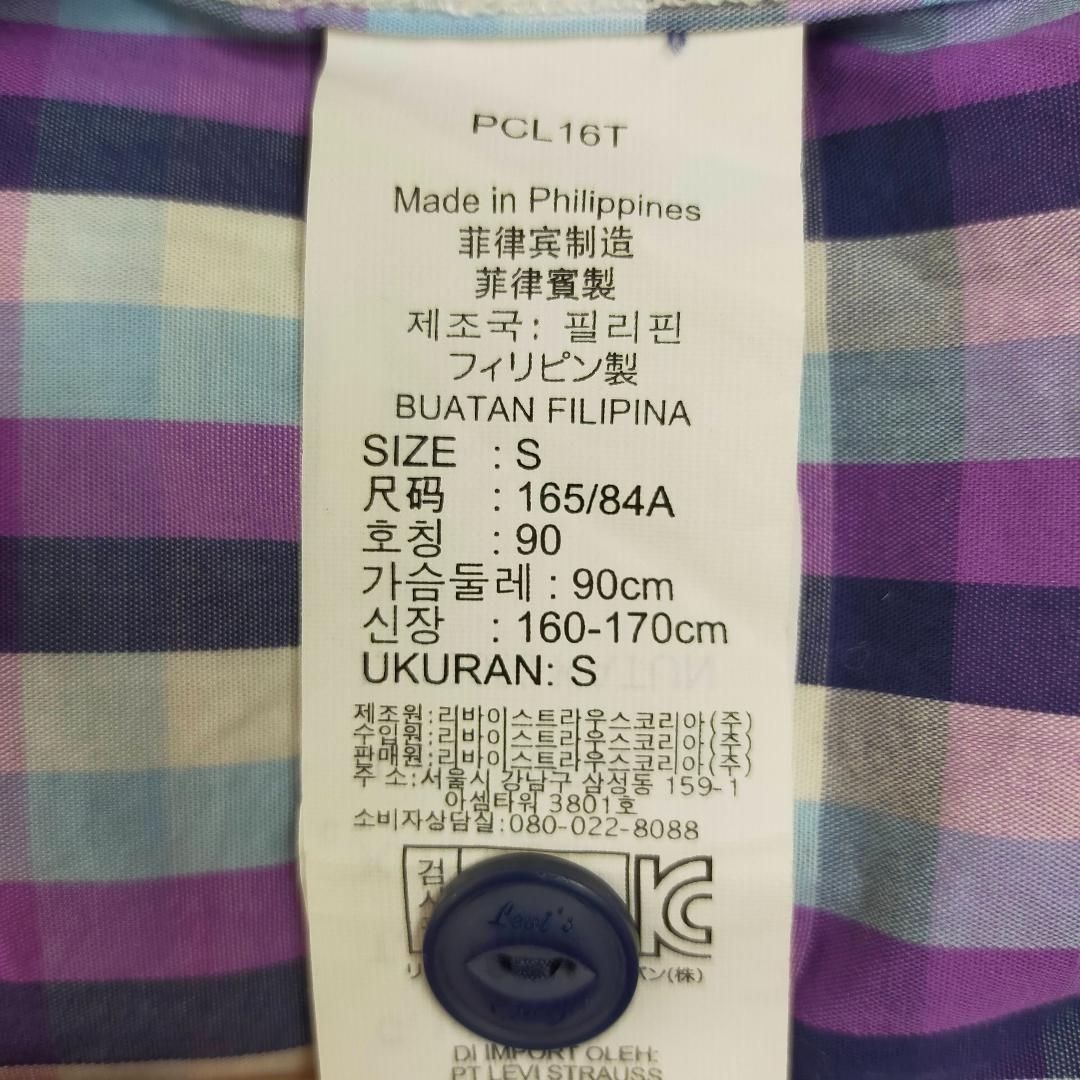 PCL16T
Made in Philippines
菲律宾制造
菲律賓製
제조국: 필리핀
フィリピン製
BUATAN FILIPINA
SIZE : S
尺码 : 165/84A
호칭 : 90
가슴둘레 : 90cm
신장 : 160-170cm
UKURAN: S
제조원:리바이스트라우스코리아(주)
수입원:리바이스트라우스코리아(주)
판매원:리바이스트라우스코리아(주)
주 소:서울시 강남구 삼성동 159-1
아셈타워 3801호
소비자상담실:080-022-8088
검
Levi's
(株)
DI IMPORT OLEH:
PT LEVI STRAUSS